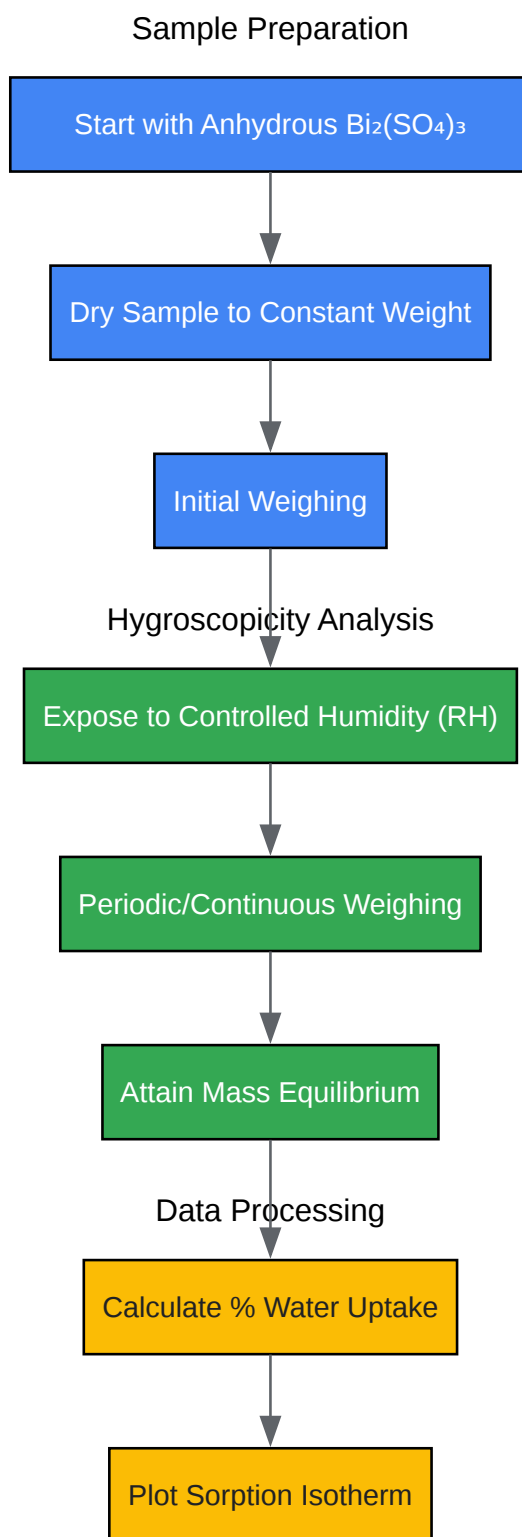 Sample Preparation
Start with Anhydrous Bi₂(SO₄)₃
Dry Sample to Constant Weight
Initial Weighing
Hygroscopicity Analysis
Expose to Controlled Humidity (RH)
Periodic/Continuous Weighing
Attain Mass Equilibrium
Data Processing
Calculate % Water Uptake
Plot Sorption Isotherm